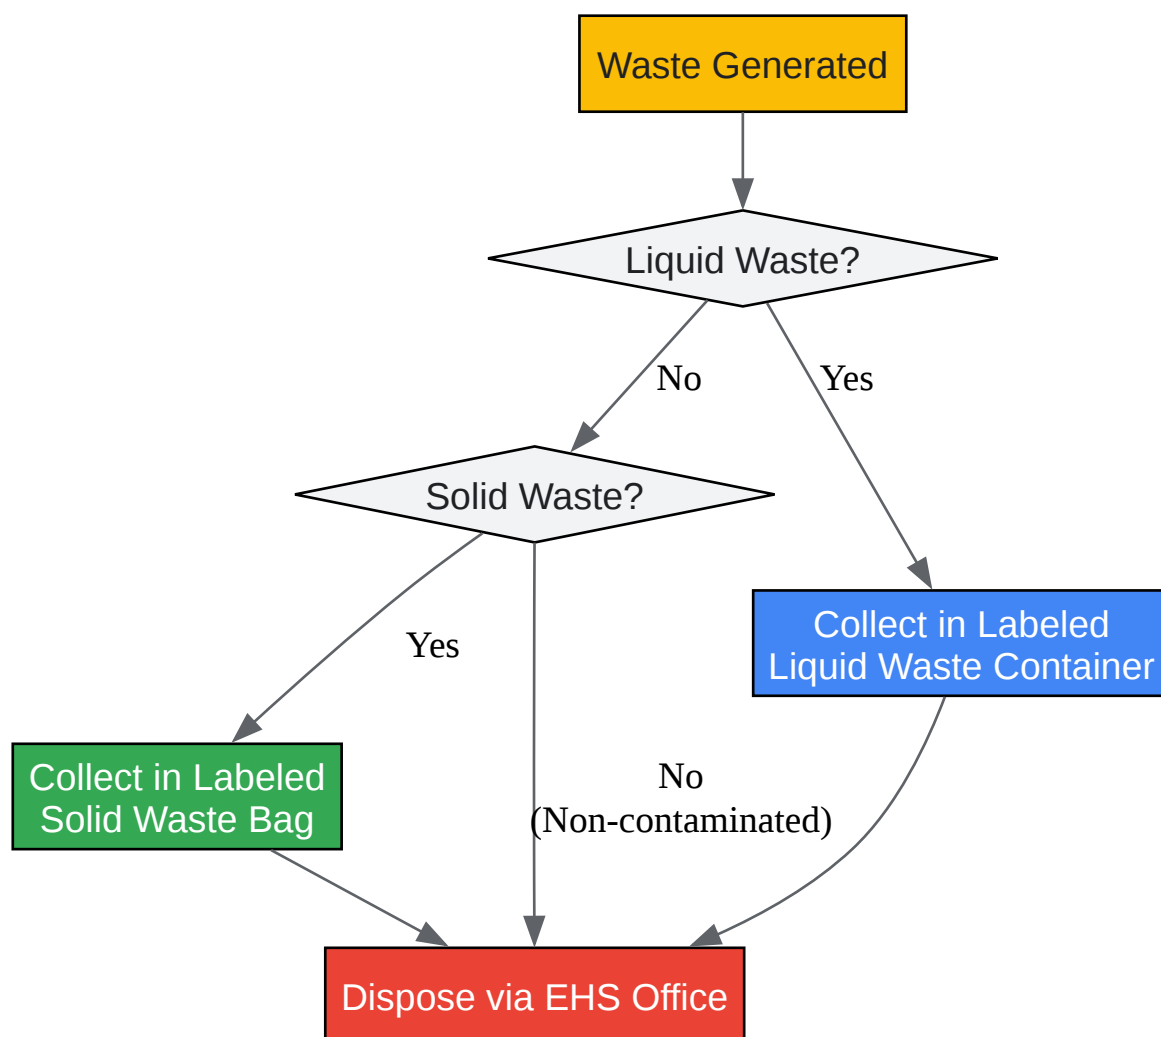 Waste Generated
Liquid Waste?
No
Yes
Solid Waste?
Collect in Labeled
Liquid Waste Container
Yes
Collect in Labeled
Solid Waste Bag
No
(Non-contaminated)
Dispose via EHS Office